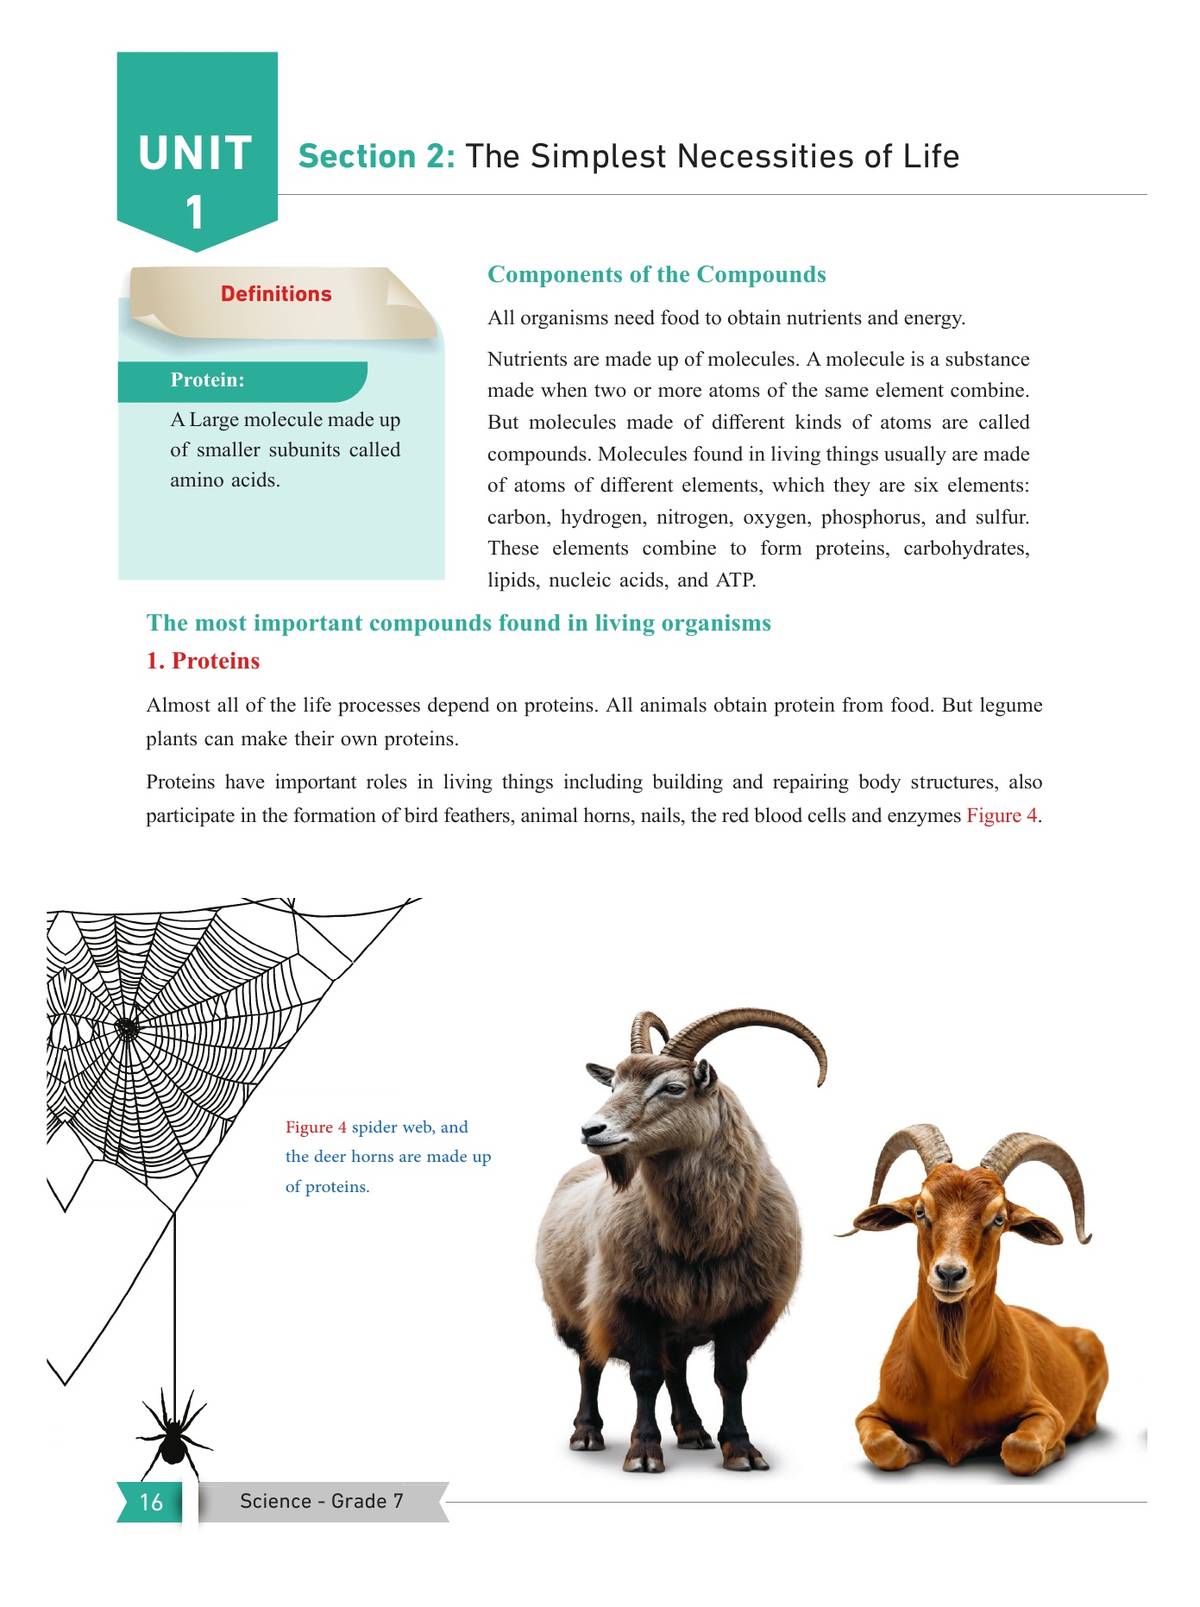 UNIT
1
Section 2: The Simplest Necessities of Life
Definitions
Protein:
A Large molecule made up
of smaller subunits called
amino acids.
Components of the Compounds
All organisms need food to obtain nutrients and energy.
Nutrients are made up of molecules. A molecule is a substance
made when two or more atoms of the same element combine.
But molecules made of different kinds of atoms are called
compounds. Molecules found in living things usually are made
of atoms of different elements, which they are six elements:
carbon, hydrogen, nitrogen, oxygen, phosphorus, and sulfur.
These elements combine to form proteins, carbohydrates,
lipids, nucleic acids, and ATP.
The most important compounds found in living organisms
1. Proteins
Almost all of the life processes depend on proteins. All animals obtain protein from food. But legume
plants can make their own proteins.
Proteins have important roles in living things including building and repairing body structures, also
participate in the formation of bird feathers, animal horns, nails, the red blood cells and enzymes Figure 4.
Figure 4 spider web, and
the deer horns are made up
of proteins.
16
Science - Grade 7